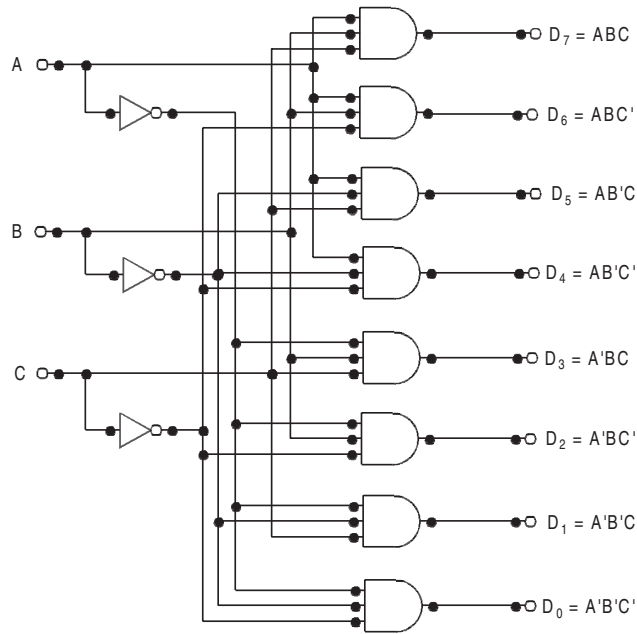 D₇ = ABC
A
D₆ = ABC'
D₅ = AB'C
B
D₄ = AB'C'
D₃ = A'BC
C
D₂ = A'BC'
D₁ = A'B'C
D₀ = A'B'C'